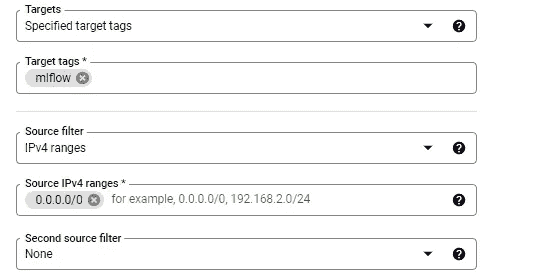 Targets
Specified target tags
Target tags *
mlflow
Source filter
IPv4 ranges
Source IPv4 ranges *
0.0.0.0/0 for example, 0.0.0.0/0, 192.168.2.0/24
Second source filter
None